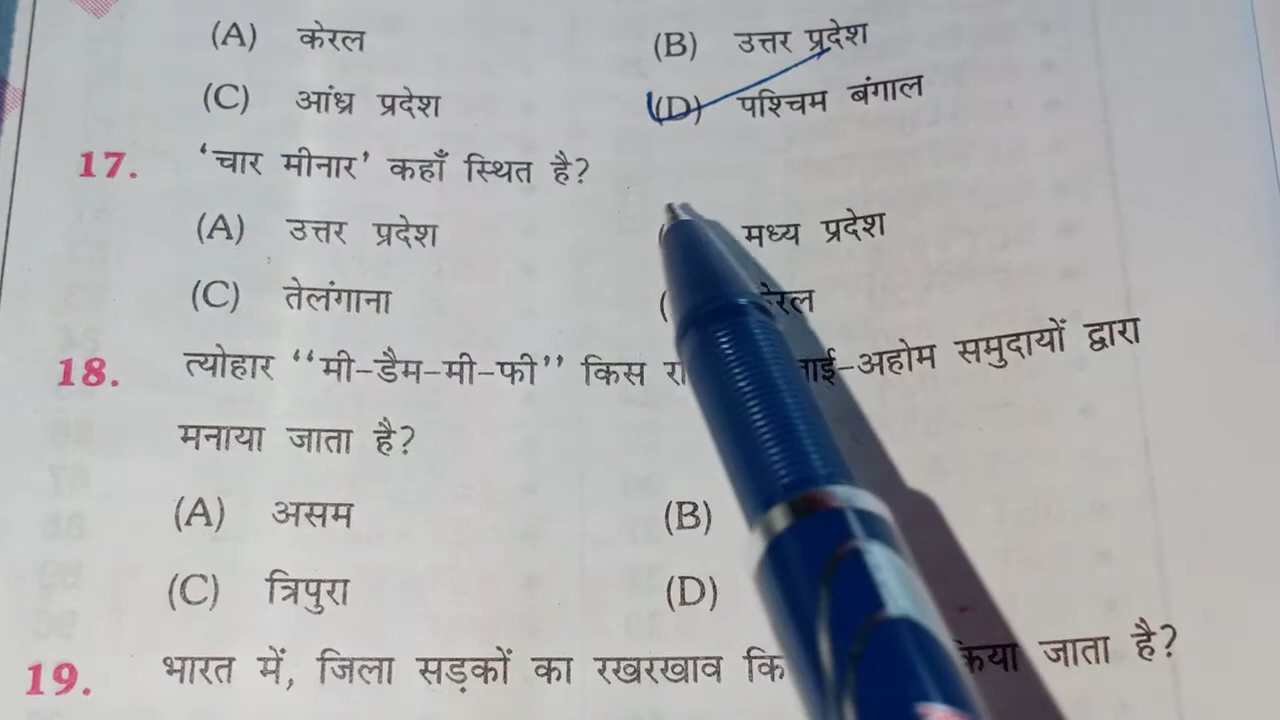 (A) केरल (B) उत्तर प्रदेश
(C) आंध्र प्रदेश (D) पश्चिम बंगाल
17. ‘चार मीनार’ कहाँ स्थित है?
(A) उत्तर प्रदेश मध्य प्रदेश
(C) तेलंगाना
18. त्योहार “मी-डैम-मी-फी” किस अहोम समुदायों द्वारा
मनाया जाता है?
(A) असम (B)
(C) त्रिपुरा (D)
19. भारत में, जिला सड़कों का रखरखाव किया जाता है?